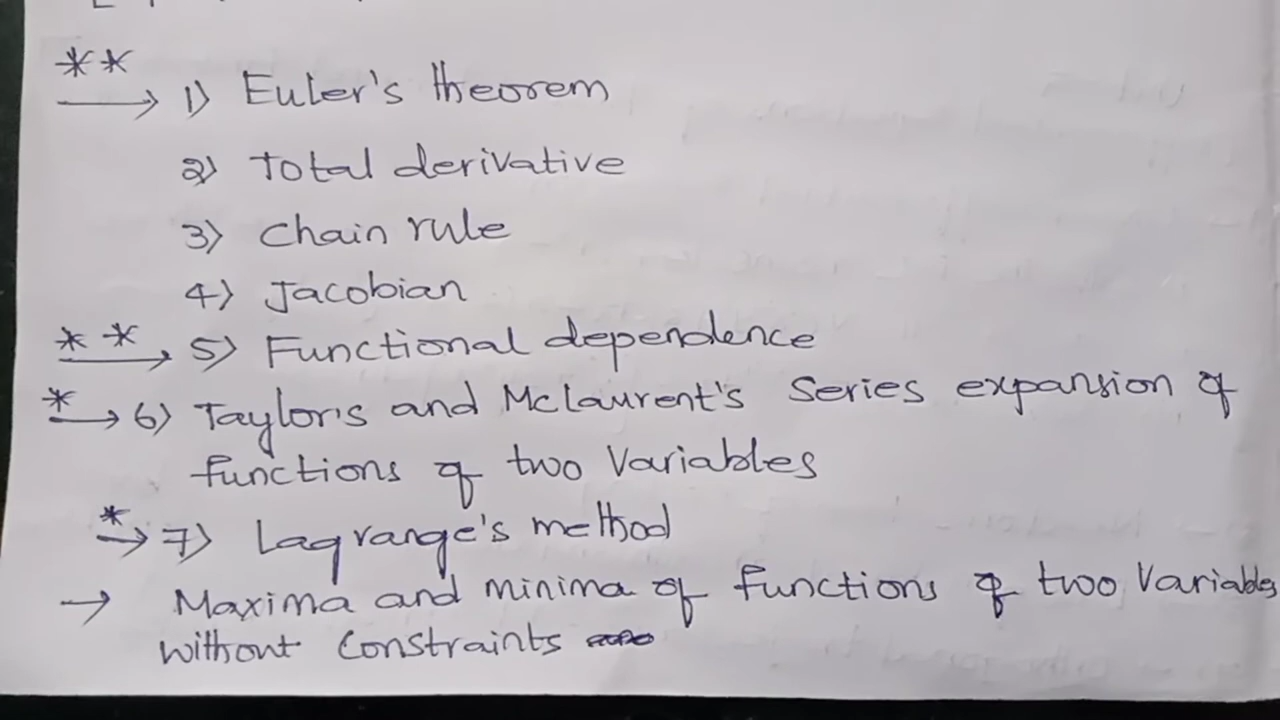 ** → 1) Euler's theorem
2) Total derivative
3) Chain rule
4) Jacobian
** → 5) Functional dependence
* → 6) Taylor's and Mclaurent's Series expansion of
functions of two Variables
* → 7) Lagrange's method
→ Maxima and minima of functions of two Variables
without Constraints